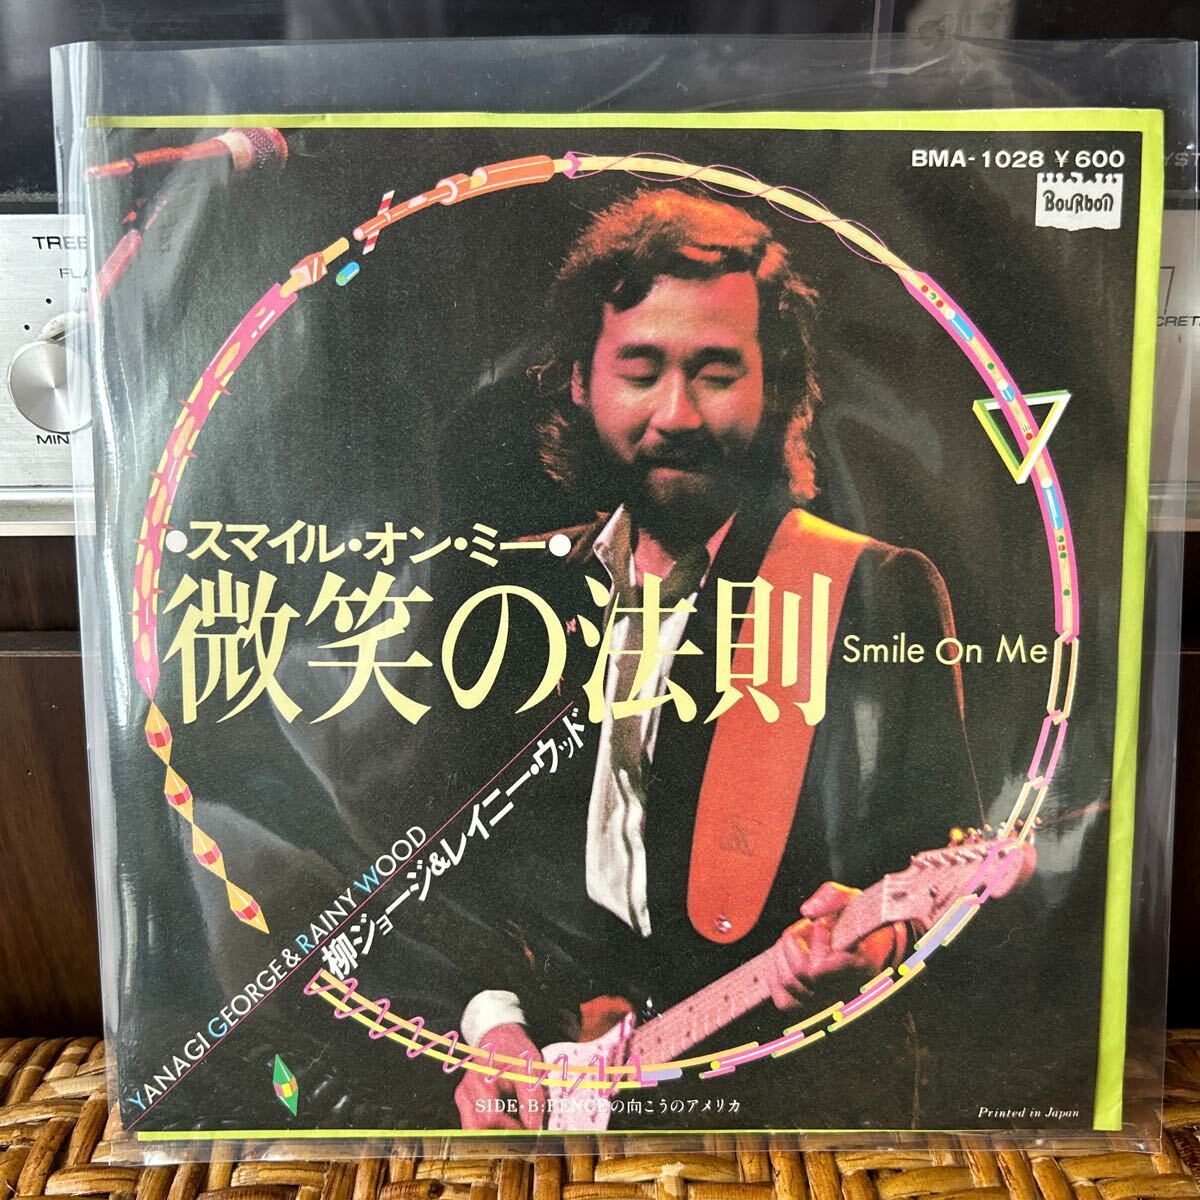 BMA-1028 ¥600
BouRbon
TREB
FLA
MIN
CRET
・スマイル・オン・ミー・
微笑の法則
Smile On Me
柳ジョージ&レイニー・ウッド
YANAGI GEORGE & RAINY WOOD
SIDE・B:FENCEの向こうのアメリカ
Printed in Japan